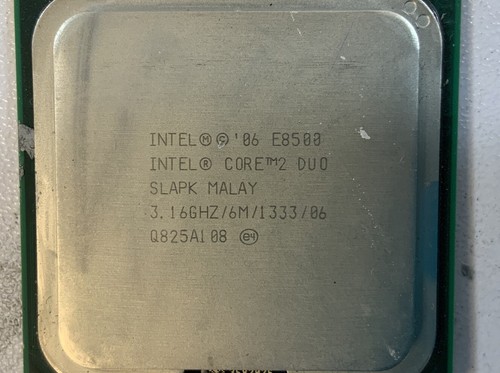 INTEL Ⓜ © '06 E8500
INTEL® CORE™2 DUO
SLAPK MALAY
3.16GHZ/6M/1333/06
Q825A108 e4